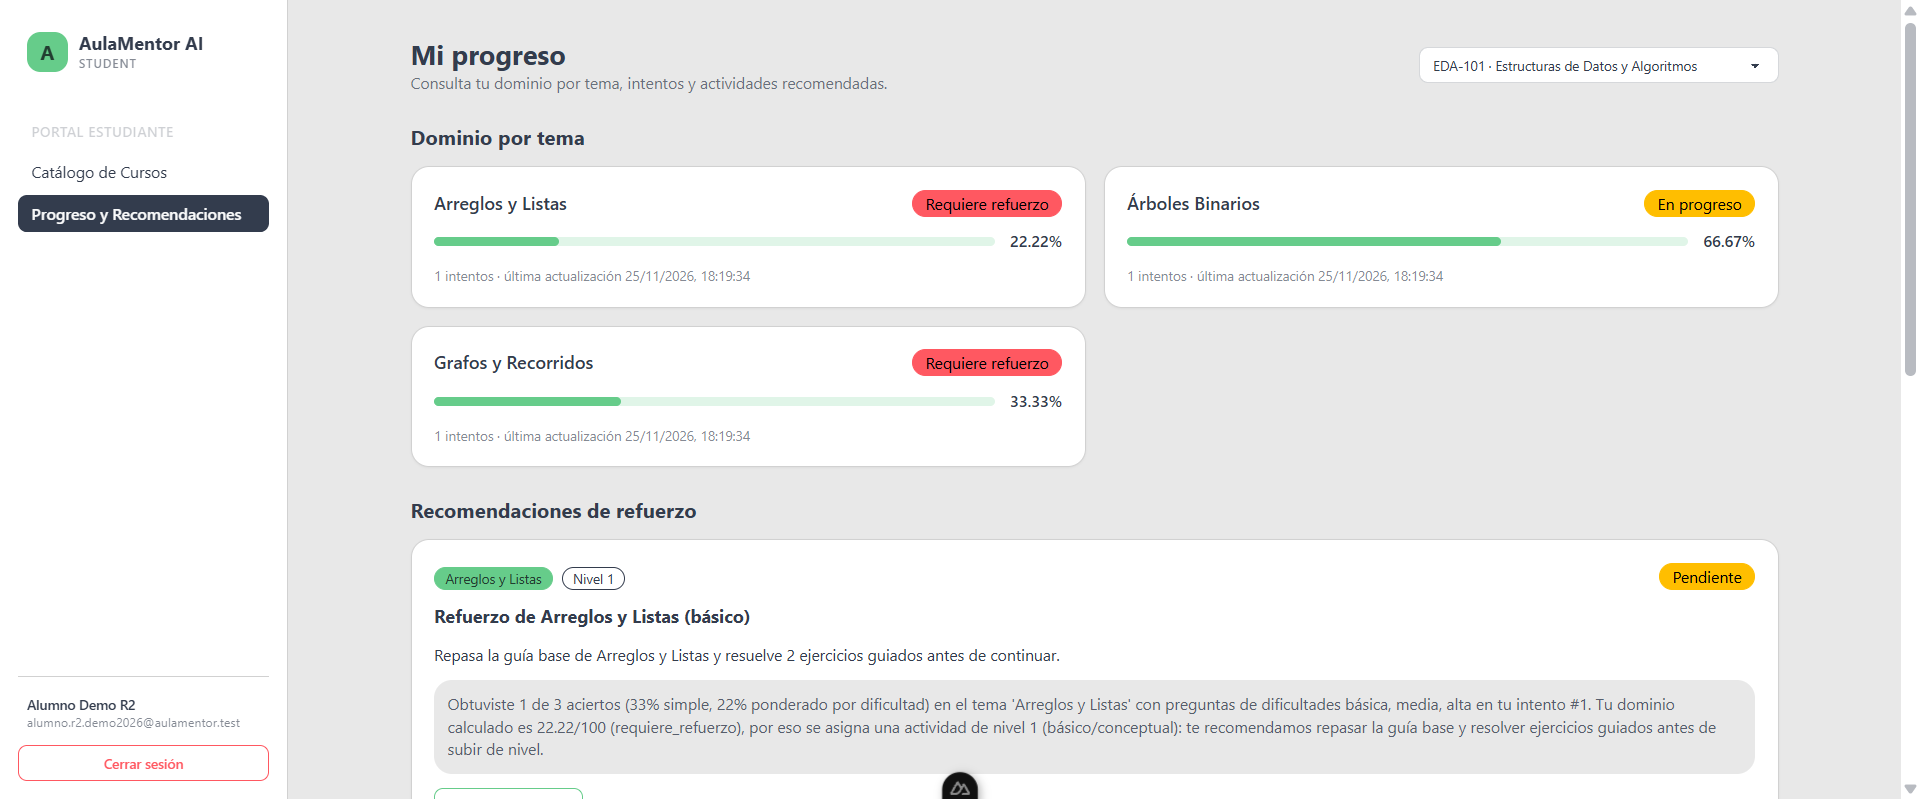 A
AulaMentor AI
STUDENT
PORTAL ESTUDIANTE
Catálogo de Cursos
Progreso y Recomendaciones
Alumno Demo R2
alumno.r2.demo2026@aulamentor.test
Cerrar sesión
Mi progreso
Consulta tu dominio por tema, intentos y actividades recomendadas.
EDA-101 · Estructuras de Datos y Algoritmos
Dominio por tema
Arreglos y Listas
Requiere refuerzo
22.22%
1 intentos · última actualización 25/11/2026, 18:19:34
Árboles Binarios
En progreso
66.67%
1 intentos · última actualización 25/11/2026, 18:19:34
Grafos y Recorridos
Requiere refuerzo
33.33%
1 intentos · última actualización 25/11/2026, 18:19:34
Recomendaciones de refuerzo
Arreglos y Listas
Nivel 1
Pendiente
Refuerzo de Arreglos y Listas (básico)
Repasa la guía base de Arreglos y Listas y resuelve 2 ejercicios guiados antes de continuar.
Obtuviste 1 de 3 aciertos (33% simple, 22% ponderado por dificultad) en el tema 'Arreglos y Listas' con preguntas de dificultades básica, media, alta en tu intento #1. Tu dominio
calculado es 22.22/100 (requiere_refuerzo), por eso se asigna una actividad de nivel 1 (básico/conceptual): te recomendamos repasar la guía base y resolver ejercicios guiados antes de
subir de nivel.